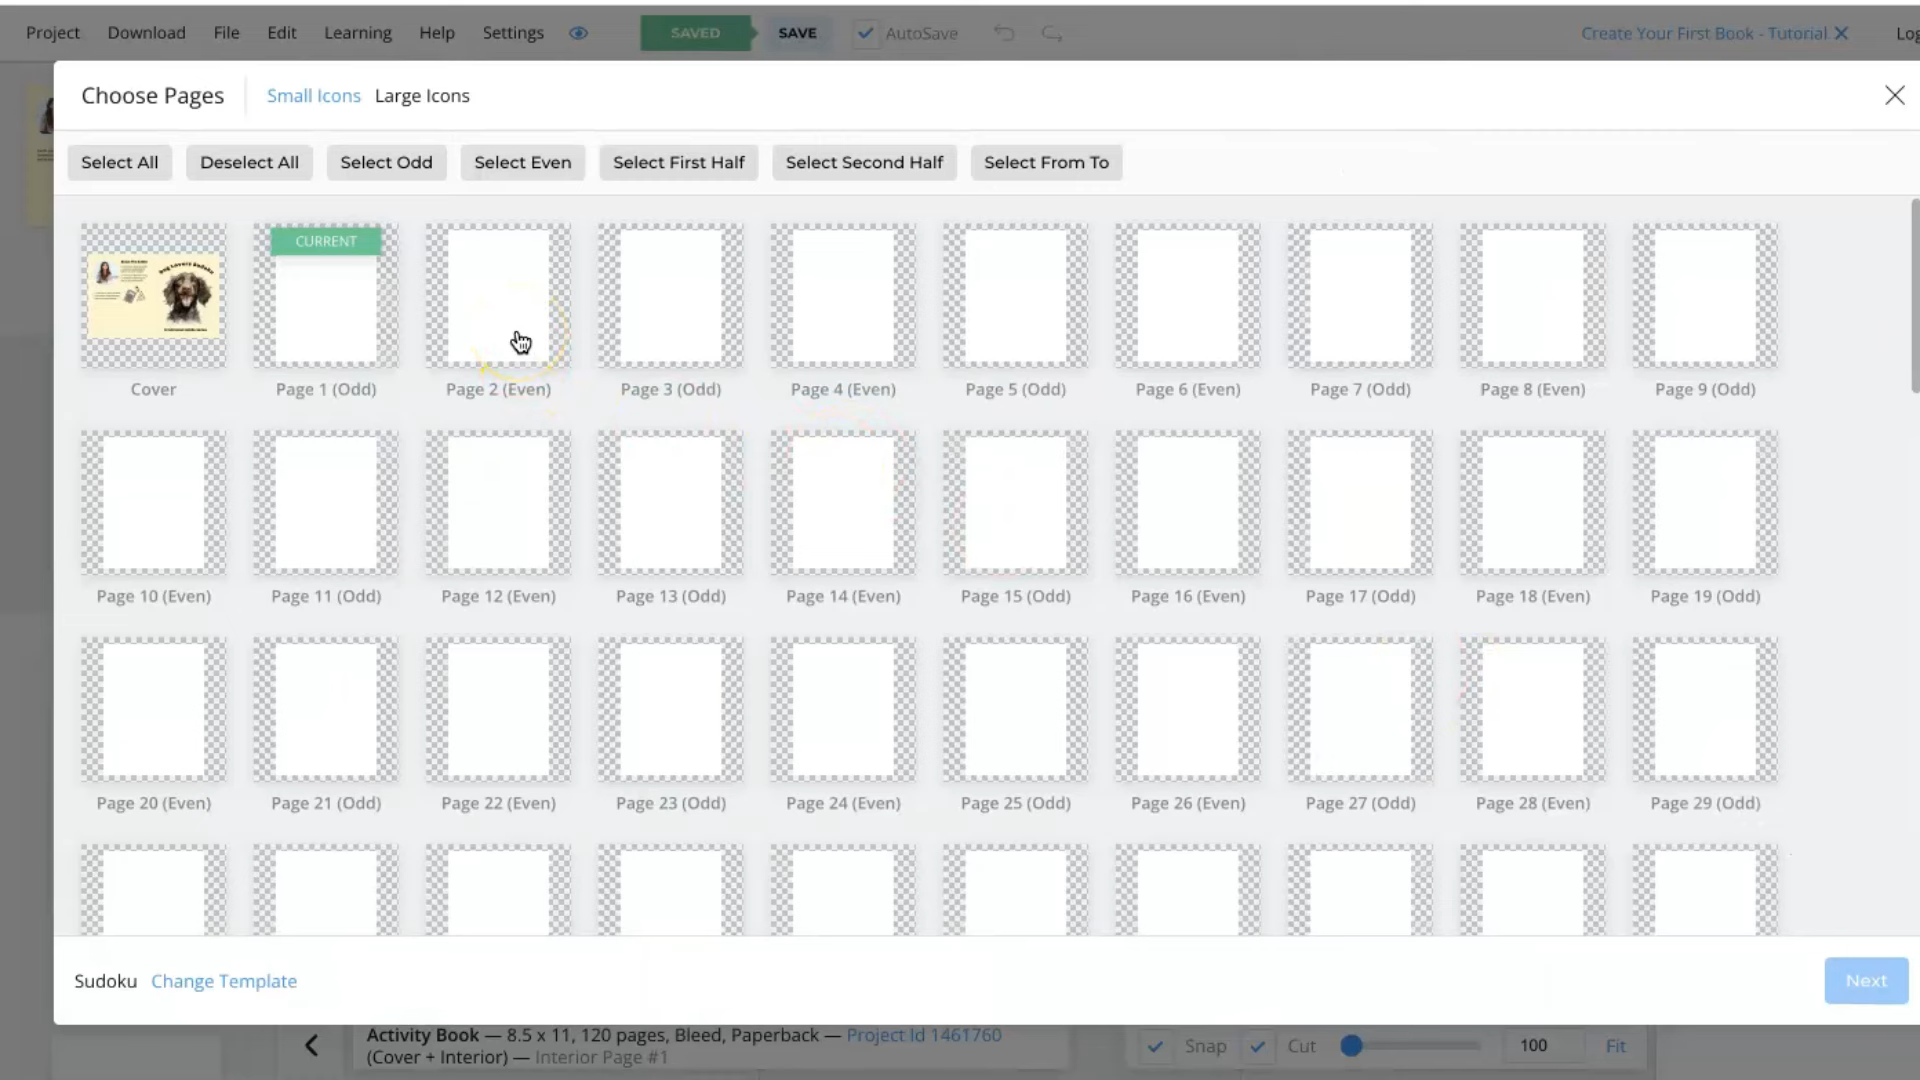 Project Download File Edit Learning Help Settings SAVED SAVE AutoSave Create Your First Book - Tutorial Log
Choose Pages Small Icons Large Icons
Select All Deselect All Select Odd Select Even Select First Half Select Second Half Select From To
CURRENT
Dog Lovers Sudoku
Cover Page 1 (Odd) Page 2 (Even) Page 3 (Odd) Page 4 (Even) Page 5 (Odd) Page 6 (Even) Page 7 (Odd) Page 8 (Even) Page 9 (Odd)
Page 10 (Even) Page 11 (Odd) Page 12 (Even) Page 13 (Odd) Page 14 (Even) Page 15 (Odd) Page 16 (Even) Page 17 (Odd) Page 18 (Even) Page 19 (Odd)
Page 20 (Even) Page 21 (Odd) Page 22 (Even) Page 23 (Odd) Page 24 (Even) Page 25 (Odd) Page 26 (Even) Page 27 (Odd) Page 28 (Even) Page 29 (Odd)
Sudoku Change Template Next
Activity Book — 8.5 x 11, 120 pages, Bleed, Paperback — Project Id 1461760
(Cover + Interior) — Interior Page #1
Snap Cut 100 Fit